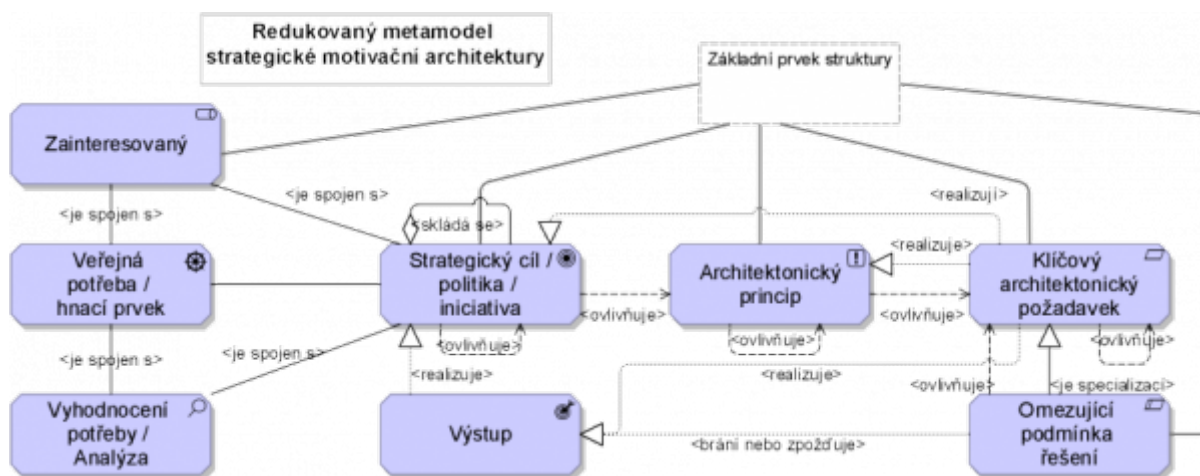 Redukovaný metamodel
strategické motivační architektury
Základní prvek struktury
Zainteresovaný
<je spojen s>
<je spojen s>
<skládá se>
<realizují>
Veřejná
potřeba /
hnací prvek
Strategický cíl /
politika /
iniciativa
<ovlivňuje>
Architektonický
princip
<realizuje>
<ovlivňuje>
Klíčový
architektonický
požadavek
<ovlivňuje>
<ovlivňuje>
<ovlivňuje>
<je spojen s>
<je spojen s>
<realizuje>
<realizuje>
<ovlivňuje>
<je specializací>
Vyhodnocení
potřeby /
Analýza
Výstup
<brání nebo zpožďuje>
Omezující
podmínka
řešení